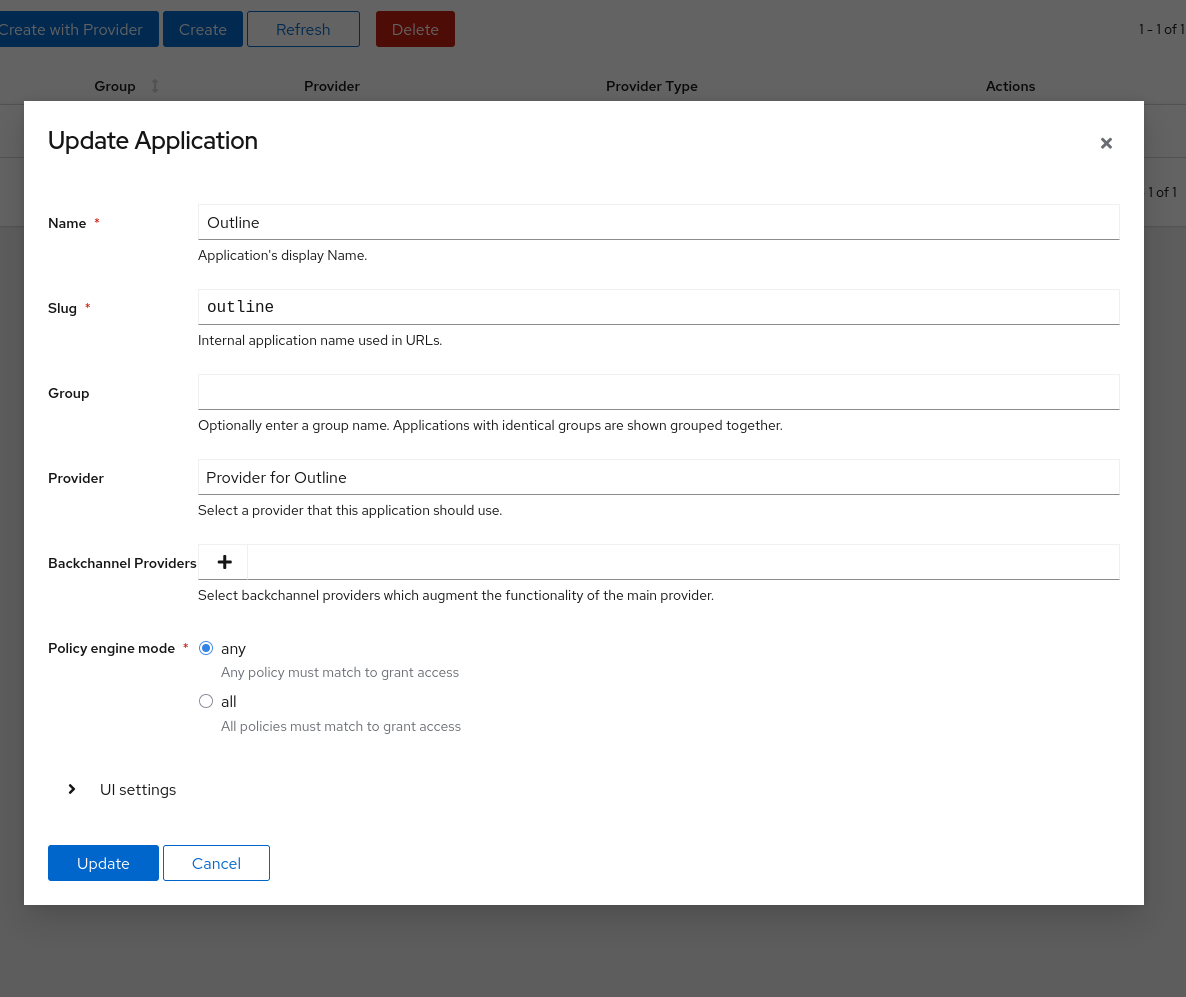 Create with Provider Create Refresh Delete 1 - 1 of 1
Group Provider Provider Type Actions
Update Application
1 of 1
Name *
Outline
Application's display Name.
Slug *
outline
Internal application name used in URLs.
Group
Optionally enter a group name. Applications with identical groups are shown grouped together.
Provider
Provider for Outline
Select a provider that this application should use.
Backchannel Providers
Select backchannel providers which augment the functionality of the main provider.
Policy engine mode *
any
Any policy must match to grant access
all
All policies must match to grant access
UI settings
Update Cancel